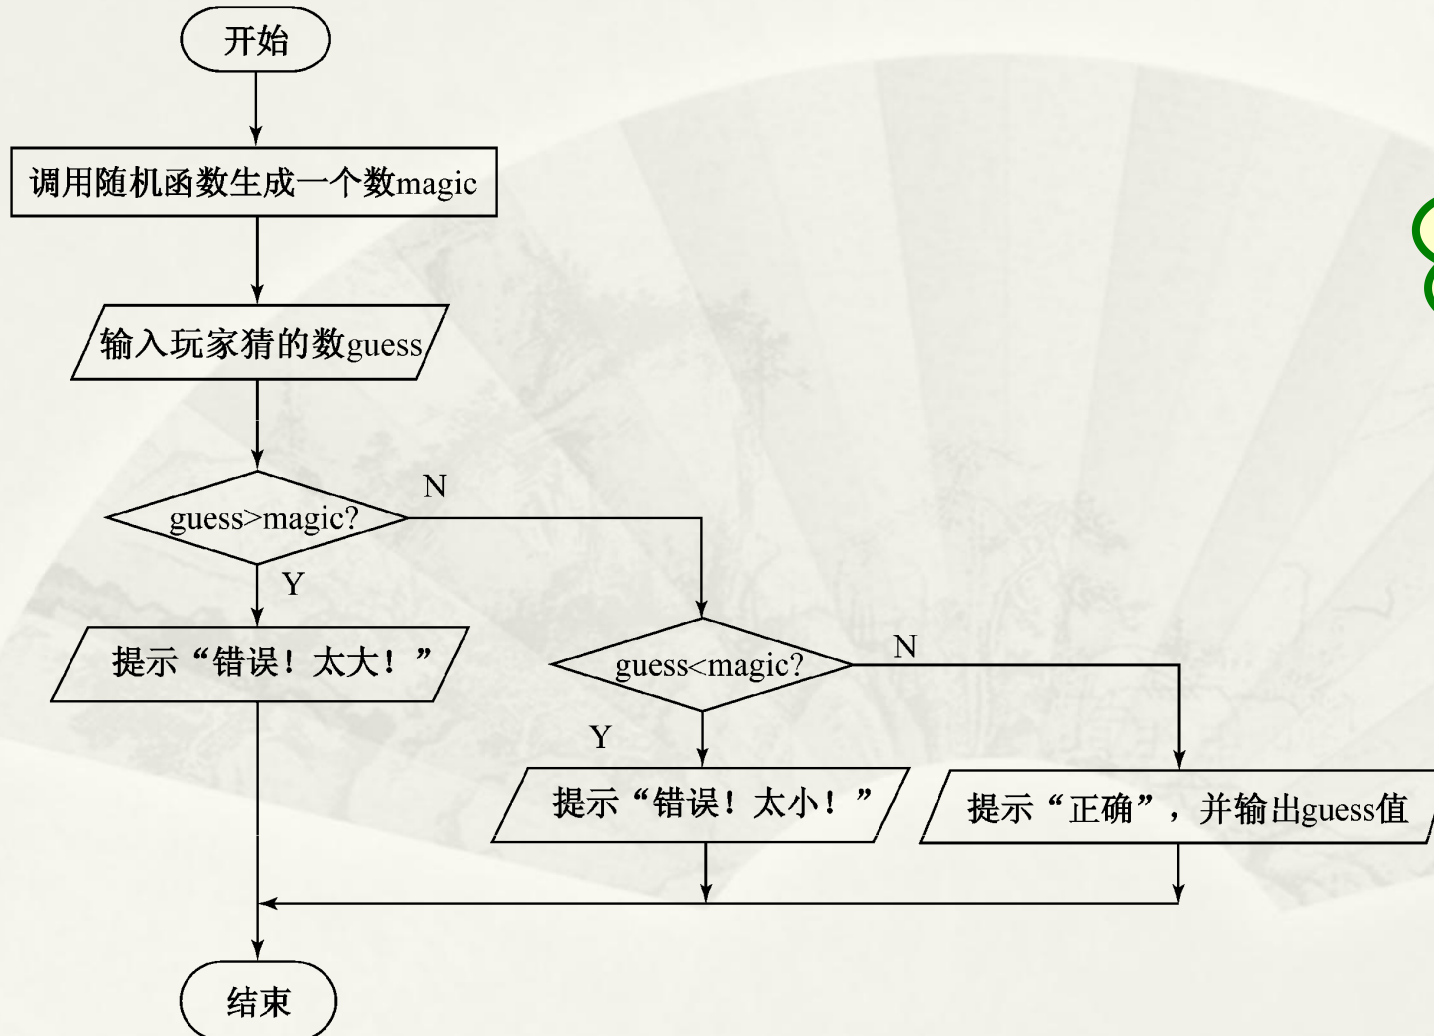 开始
调用随机函数生成一个数magic
输入玩家猜的数guess
guess>magic?
N
Y
提示“错误！太大！”
guess<magic?
N
Y
提示“错误！太小！”
提示“正确”，并输出guess值
结束